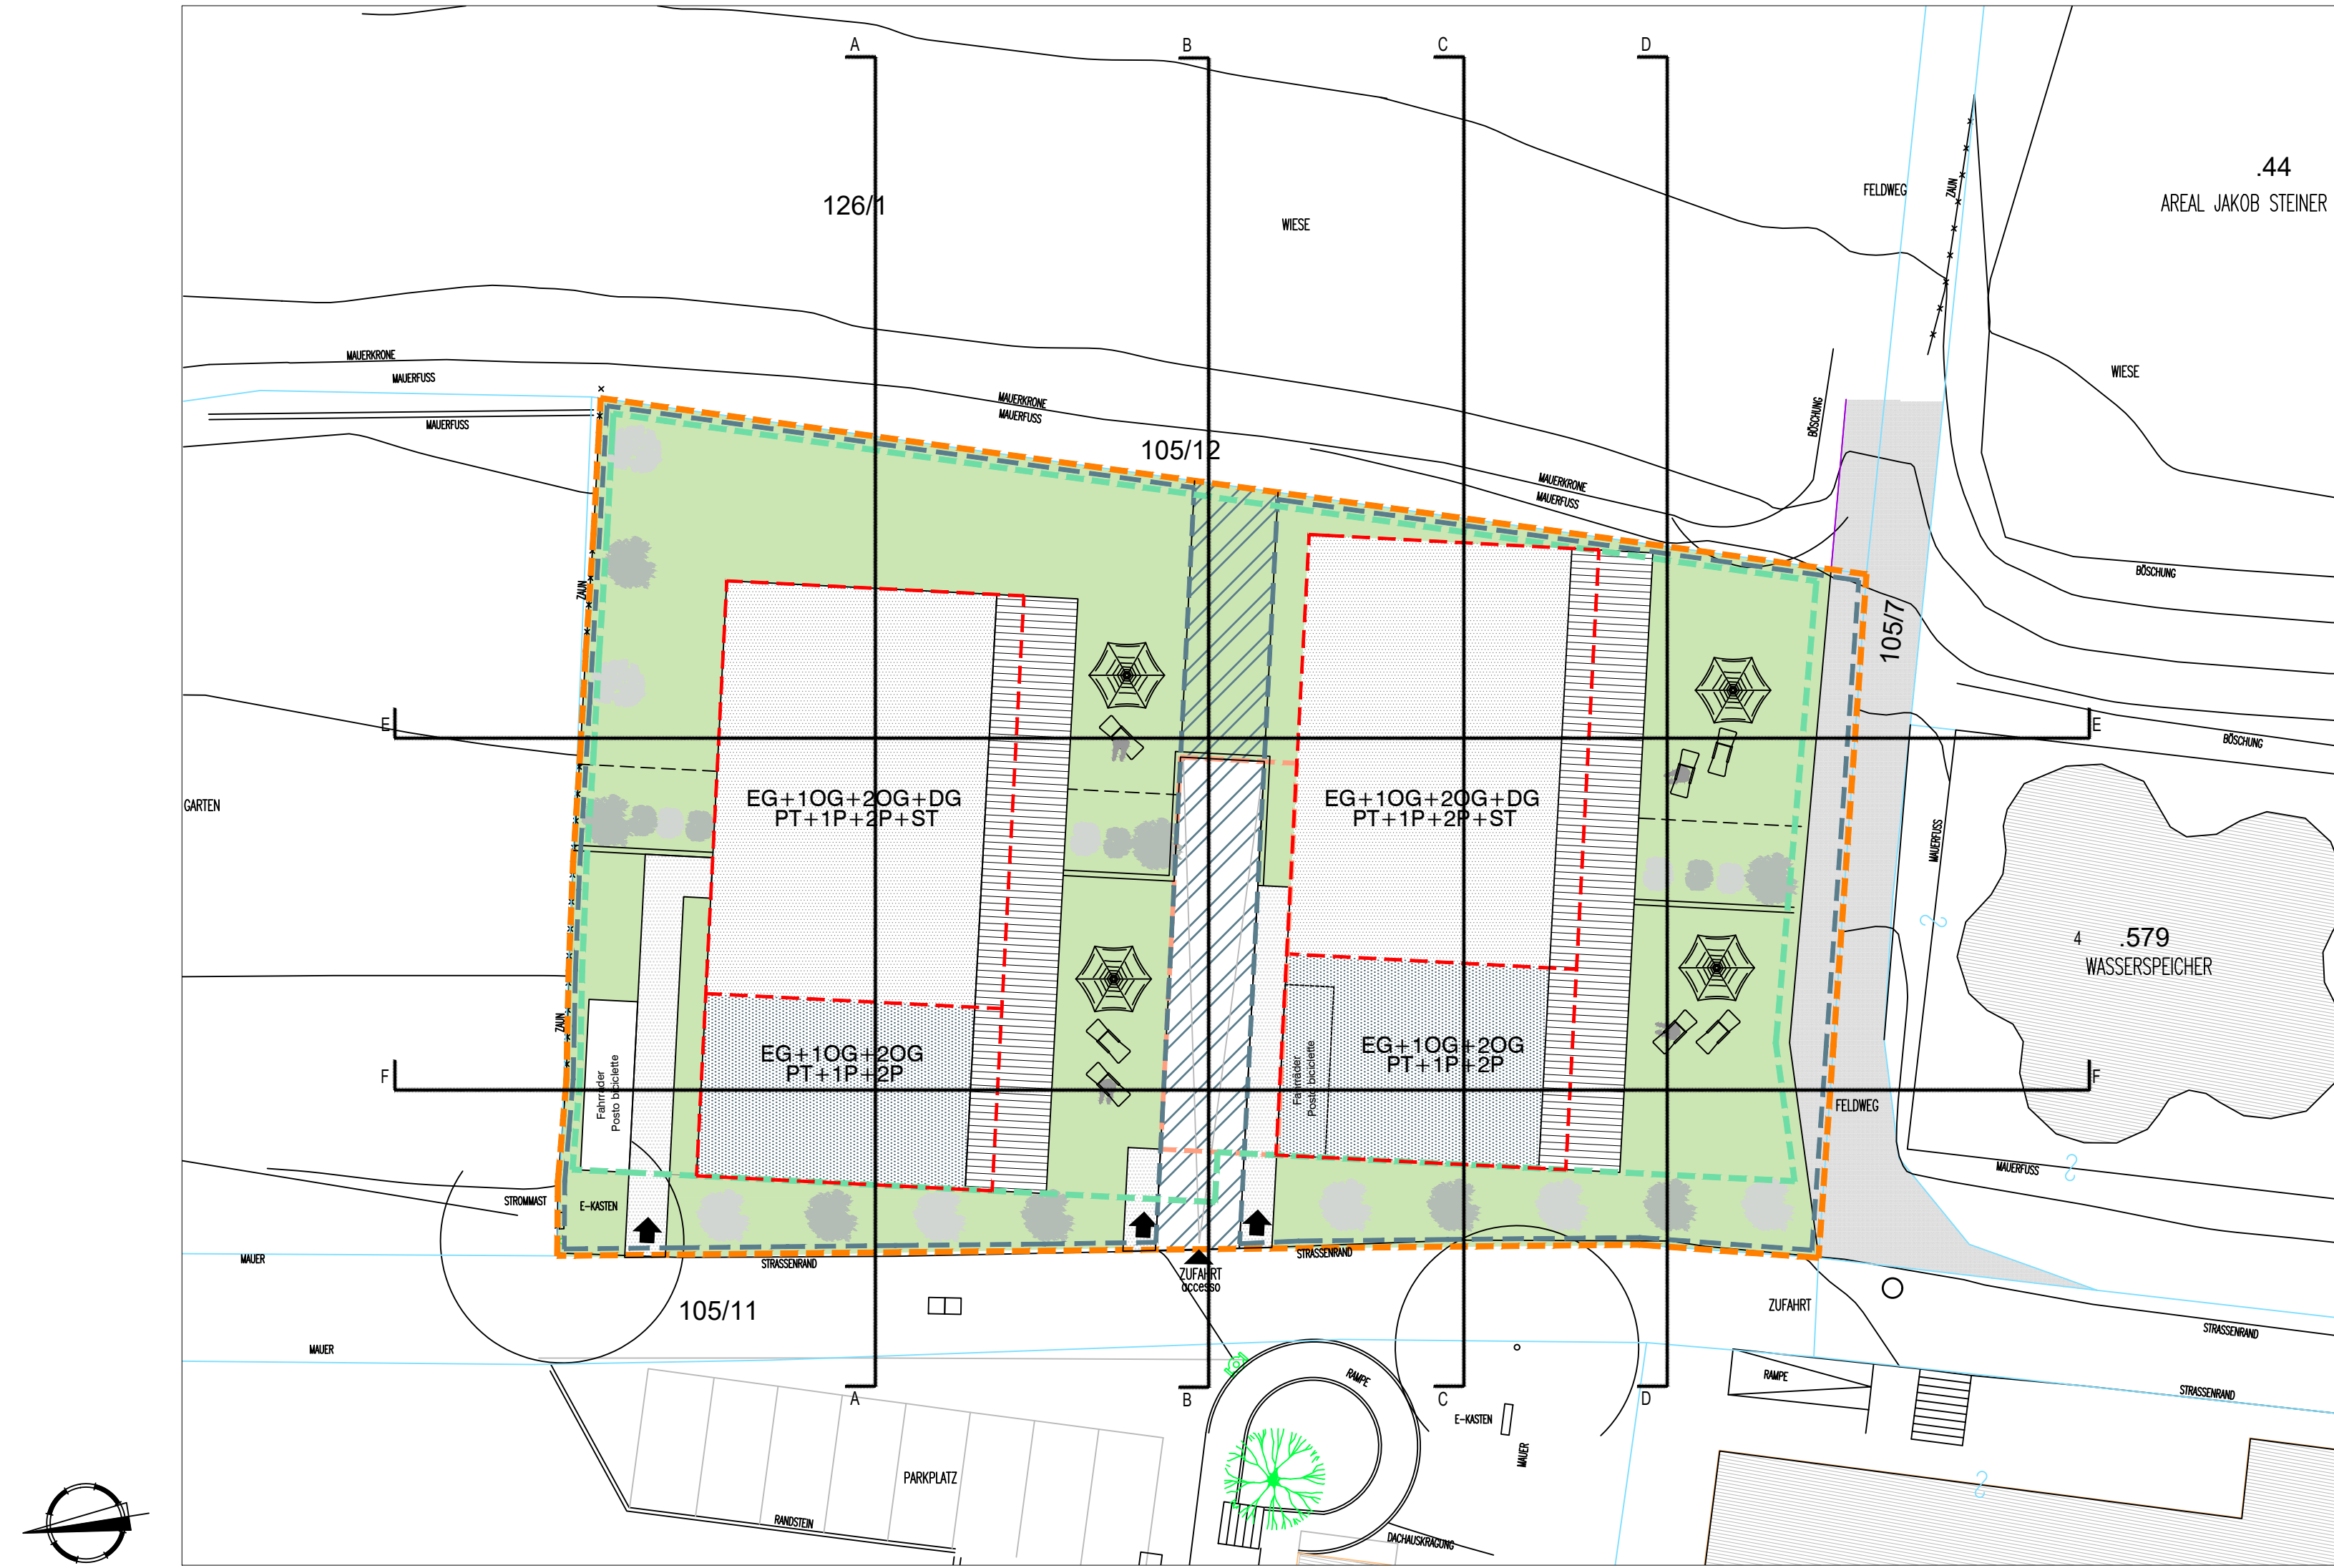 A
B
C
D
.44
AREAL JAKOB STEINER
FELDWEG
ZAUN
126/1
WIESE
MAUERKRONE
MAUERFUSS
MAUERFUSS
MAUERKRONE
MAUERFUSS
WIESE
BÖSCHUNG
105/12
MAUERKRONE
MAUERFUSS
BÖSCHUNG
ZAUN
105/7
E
E
BÖSCHUNG
GARTEN
EG+1OG+2OG+DG
PT+1P+2P+ST
EG+1OG+2OG+DG
PT+1P+2P+ST
MAUERFUSS
4
.579
WASSERSPEICHER
ZAUN
EG+1OG+2OG
PT+1P+2P
EG+1OG+2OG
PT+1P+2P
Fahrräder
Posto biciclette
Fahrräder
Posto biciclette
F
F
FELDWEG
MAUERFUSS
STROMMAST
E-KASTEN
MAUER
STRASSENRAND
STRASSENRAND
ZUFAHRT
accesso
105/11
ZUFAHRT
STRASSENRAND
MAUER
RAMPE
RAMPE
STRASSENRAND
A
B
C
D
E-KASTEN
MAUER
PARKPLATZ
RANDSTEIN
DACHAUSKRAGUNG